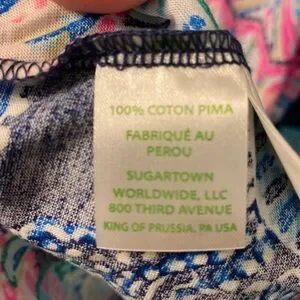 100% COTON PIMA
FABRIQUÉ AU
PEROU
SUGARTOWN
WORLDWIDE, LLC
800 THIRD AVENUE
KING OF PRUSSIA, PA USA